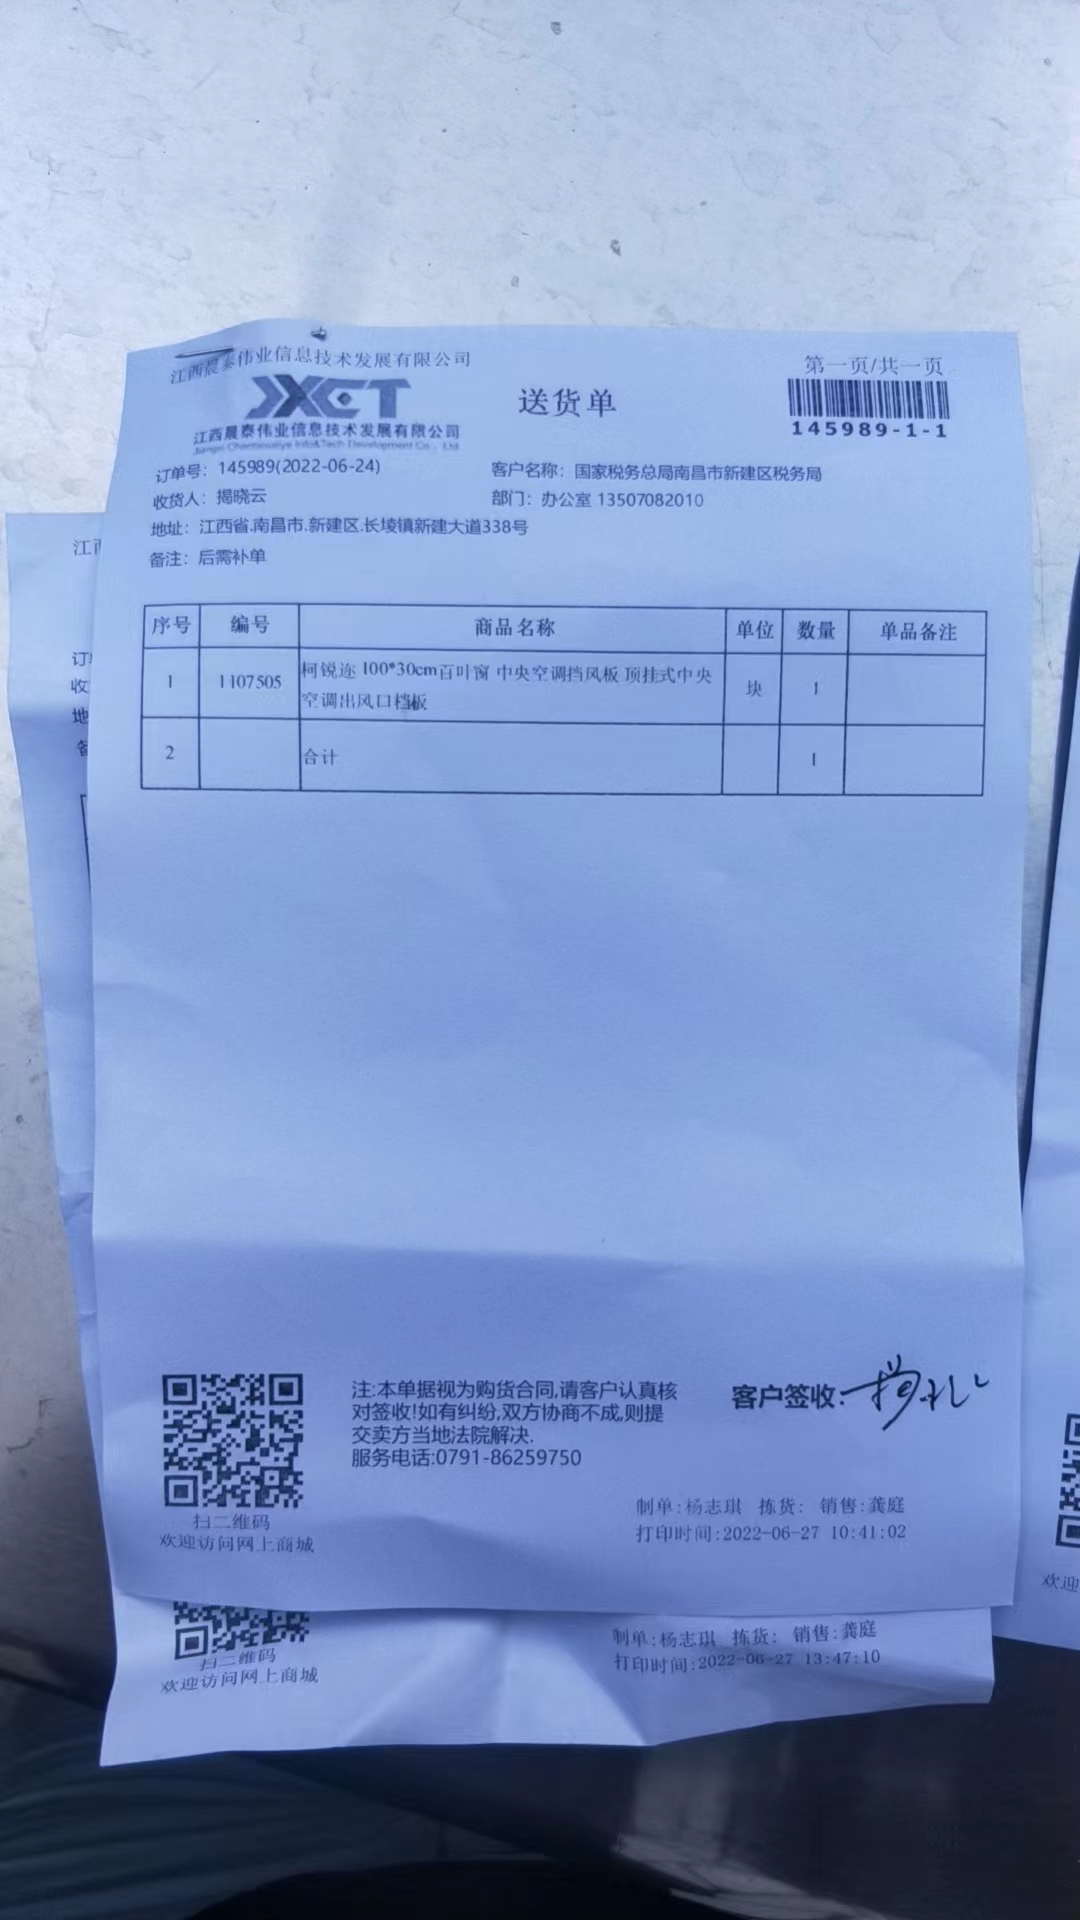 江西晨泰伟业信息技术发展有限公司
第一页/共一页
JXCT
送货单
江西晨泰伟业信息技术发展有限公司
145989-1-1
订单号: 145989(2022-06-24)
客户名称: 国家税务总局南昌市新建区税务局
收货人: 揭晓云
部门: 办公室 13507082010
地址: 江西省.南昌市.新建区.长堎镇新建大道338号
备注: 后需补单
序号 编号 商品名称 单位 数量 单品备注
1 1107505 柯锐迩 100*30cm百叶窗 中央空调挡风板 顶挂式中央 块 1
空调出风口档板
2 合计 1
注:本单据视为购货合同,请客户认真核
对签收!如有纠纷,双方协商不成,则提
交卖方当地法院解决.
服务电话:0791-86259750
客户签收:
扫二维码
欢迎访问网上商城
制单:杨志琪 拣货: 销售:龚庭
打印时间:2022-06-27 10:41:02
扫二维码
欢迎访问网上商城
制单:杨志琪 拣货: 销售:龚庭
打印时间:2022-06-27 13:47:10
江西
订
收
地
备
欢迎